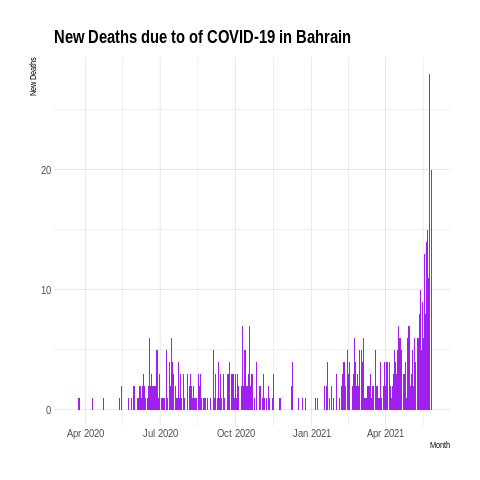 New Deaths due to of COVID-19 in Bahrain
New Deaths
20
10
0
Apr 2020 Jul 2020 Oct 2020 Jan 2021 Apr 2021
Month